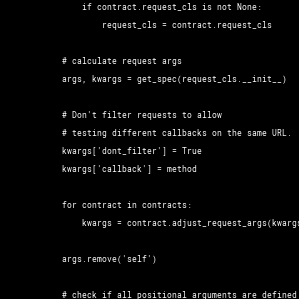 if contract.request_cls is not None:
request_cls = contract.request_cls
# calculate request args
args, kwargs = get_spec(request_cls.__init__)
# Don't filter requests to allow
# testing different callbacks on the same URL.
kwargs['dont_filter'] = True
kwargs['callback'] = method
for contract in contracts:
kwargs = contract.adjust_request_args(kwargs
args.remove('self')
# check if all positional arguments are defined